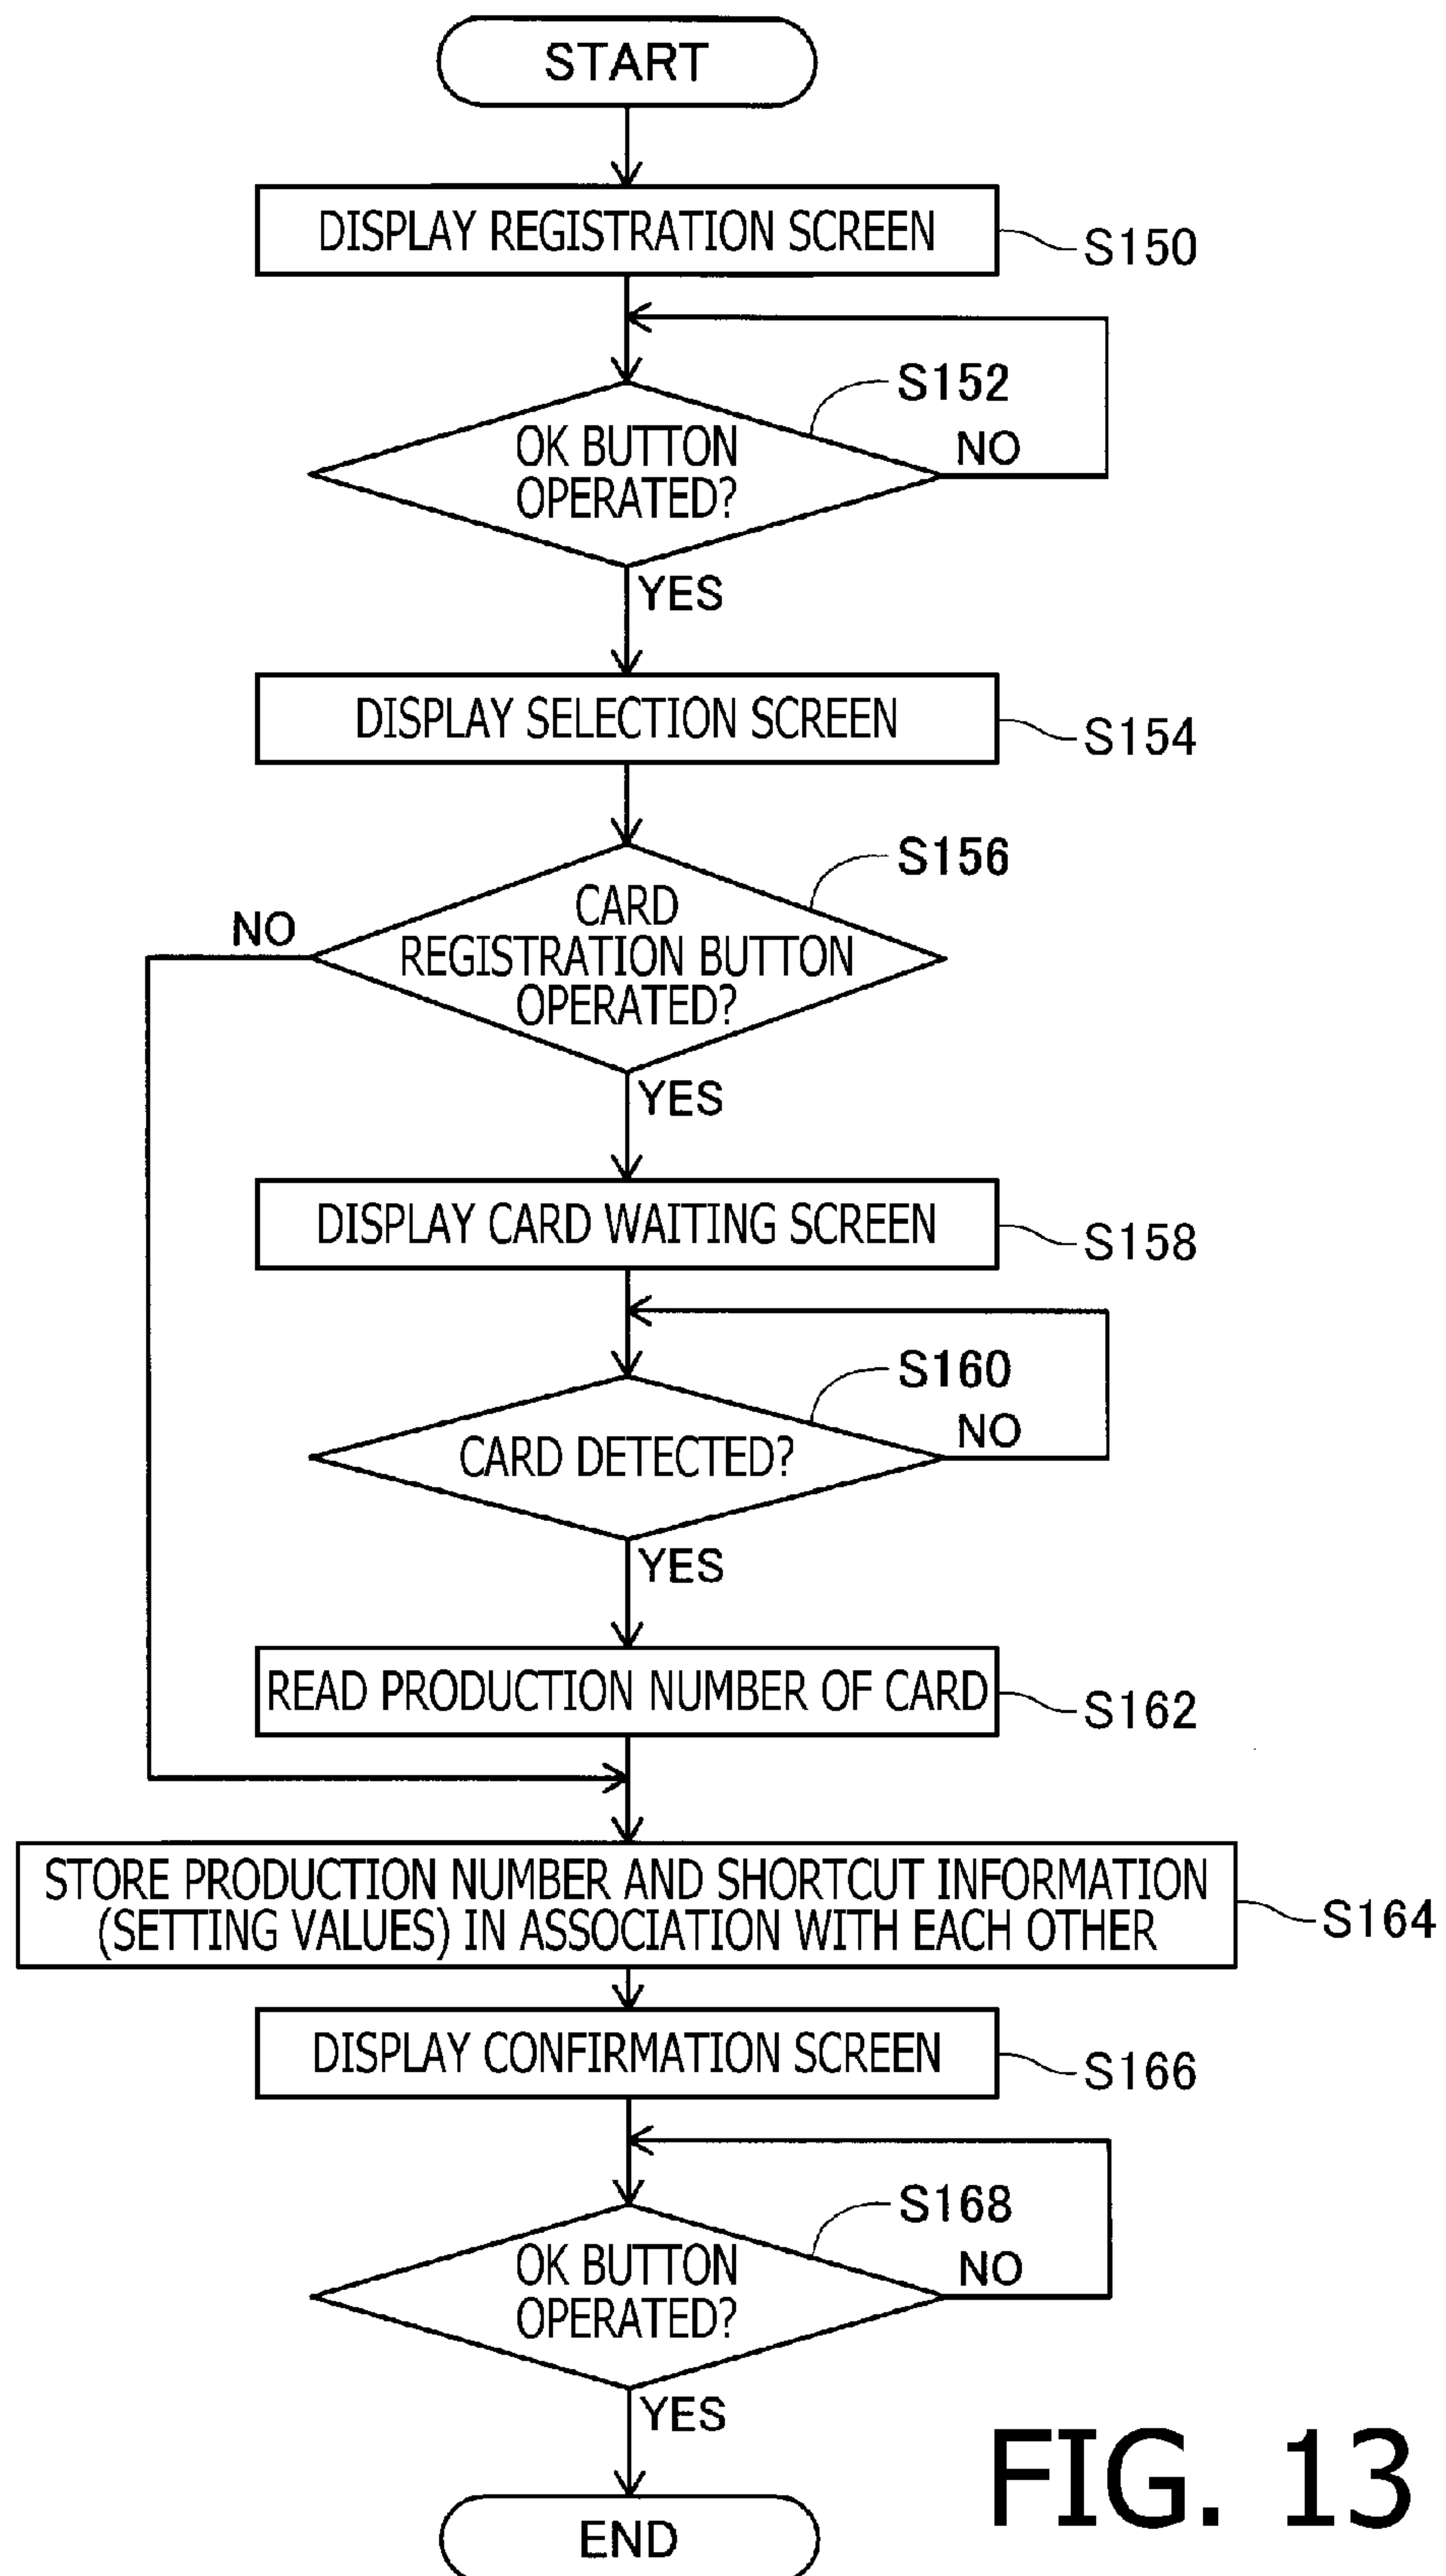 START
DISPLAY REGISTRATION SCREEN
S150
S152
OK BUTTON
OPERATED?
NO
YES
DISPLAY SELECTION SCREEN
S154
S156
CARD
REGISTRATION BUTTON
OPERATED?
NO
YES
DISPLAY CARD WAITING SCREEN
S158
S160
CARD DETECTED?
NO
YES
READ PRODUCTION NUMBER OF CARD
S162
STORE PRODUCTION NUMBER AND SHORTCUT INFORMATION
(SETTING VALUES) IN ASSOCIATION WITH EACH OTHER
S164
DISPLAY CONFIRMATION SCREEN
S166
S168
OK BUTTON
OPERATED?
NO
YES
END
FIG. 13